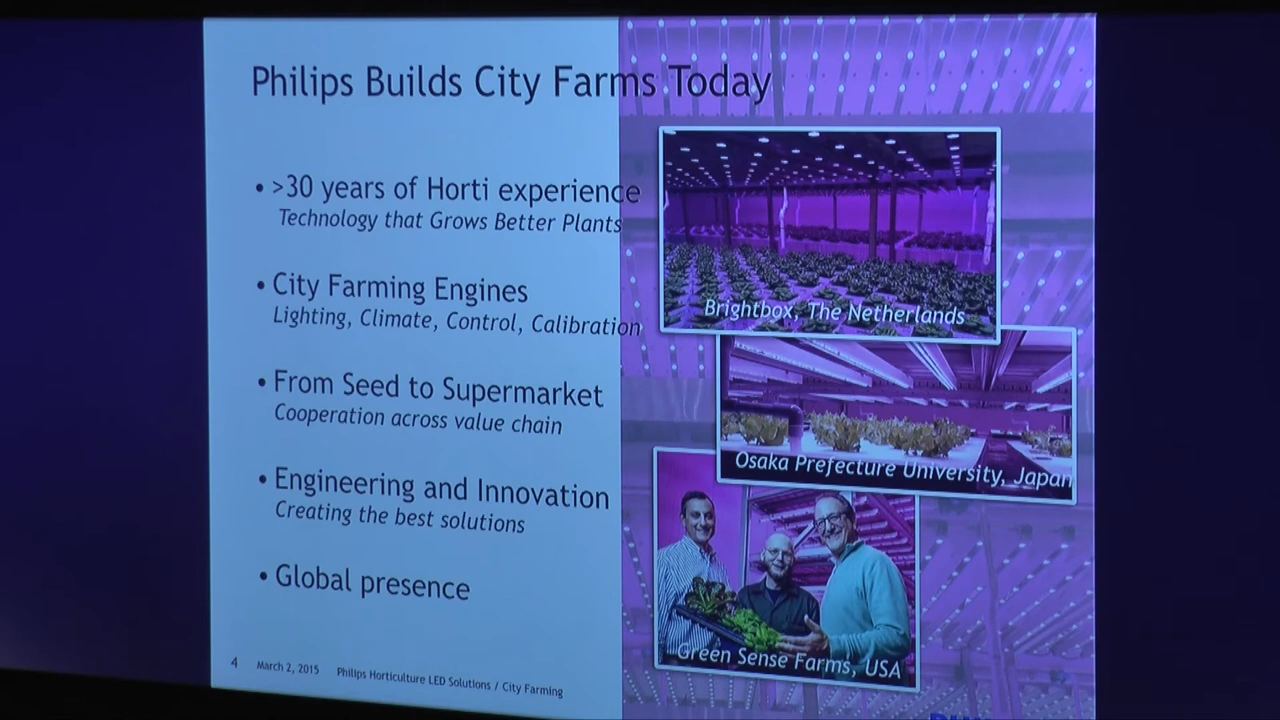 Philips Builds City Farms Today
• >30 years of Horti experience
Technology that Grows Better Plants
• City Farming Engines
Lighting, Climate, Control, Calibration
• From Seed to Supermarket
Cooperation across value chain
• Engineering and Innovation
Creating the best solutions
• Global presence
Brightbox, The Netherlands
Osaka Prefecture University, Japan
Green Sense Farms, USA
4 March 2, 2015 Philips Horticulture LED Solutions / City Farming